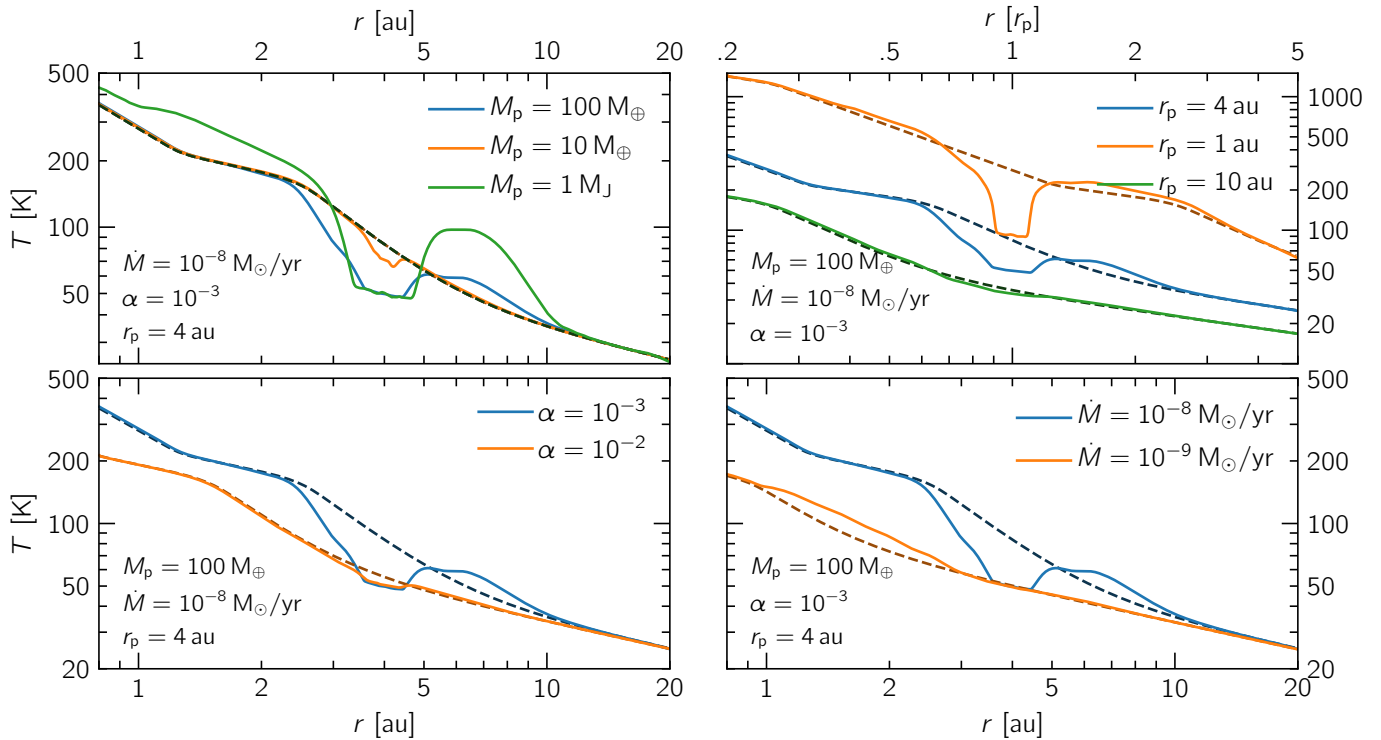 r [au]
1 2 5 10 20
500
200
100
50
T [K]
M_p = 100 M_⊕
M_p = 10 M_⊕
M_p = 1 M_J
Ṁ = 10⁻⁸ M_⊙/yr
α = 10⁻³
r_p = 4 au
r [r_p]
.2 .5 1 2 5
1000
500
200
100
50
20
r_p = 4 au
r_p = 1 au
r_p = 10 au
M_p = 100 M_⊕
Ṁ = 10⁻⁸ M_⊙/yr
α = 10⁻³
500
200
100
50
20
T [K]
α = 10⁻³
α = 10⁻²
M_p = 100 M_⊕
Ṁ = 10⁻⁸ M_⊙/yr
r_p = 4 au
1 2 5 10 20
r [au]
500
200
100
50
20
Ṁ = 10⁻⁸ M_⊙/yr
Ṁ = 10⁻⁹ M_⊙/yr
M_p = 100 M_⊕
α = 10⁻³
r_p = 4 au
1 2 5 10 20
r [au]